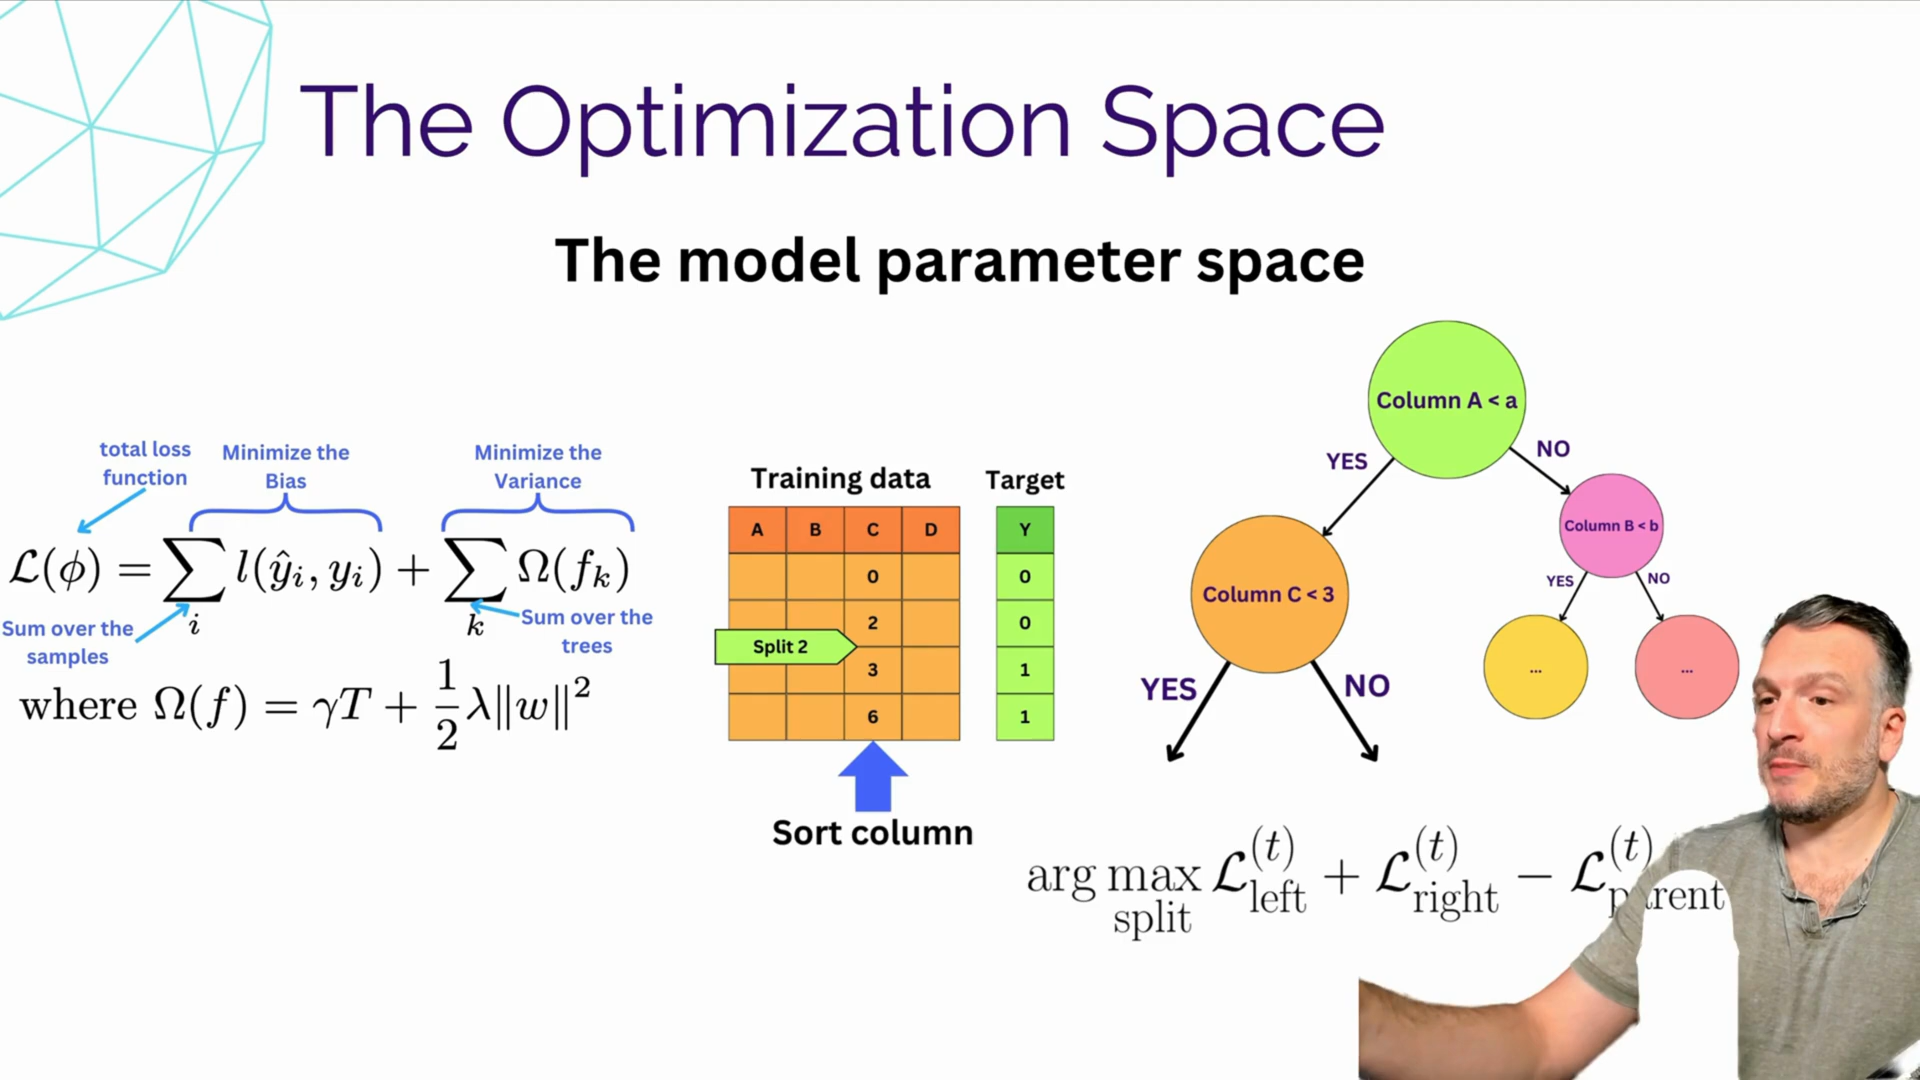 The Optimization Space
The model parameter space
total loss
function
Minimize the
Bias
Minimize the
Variance
ℒ(ϕ) = ∑ᵢ l(ŷᵢ, yᵢ) + ∑ₖ Ω(fₖ)
Sum over the
samples
Sum over the
trees
where Ω(f) = γT + 1/2 λ‖w‖²
Training data
A B C D
0
2
3
6
Split 2
Sort column
Target
Y
0
0
1
1
Column A < a
YES
NO
Column C < 3
YES
NO
Column B < b
YES
NO
...
...
arg max split ℒ⁽ᵗ⁾left + ℒ⁽ᵗ⁾right − ℒ⁽ᵗ⁾parent